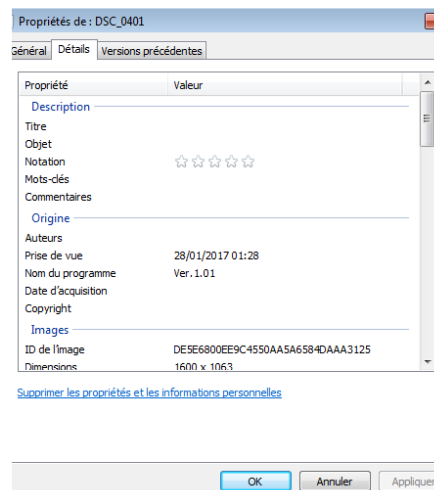 Propriétés de : DSC_0401
Général Détails Versions précédentes
Propriété Valeur
Description
Titre
Objet
Notation
Mots-clés
Commentaires
Origine
Auteurs
Prise de vue 28/01/2017 01:28
Nom du programme Ver.1.01
Date d'acquisition
Copyright
Images
ID de l'image DE5E6800EE9C4550AA5A6584DAAA3125
Dimensions 1600 x 1063
Supprimer les propriétés et les informations personnelles
OK Annuler Appliquer